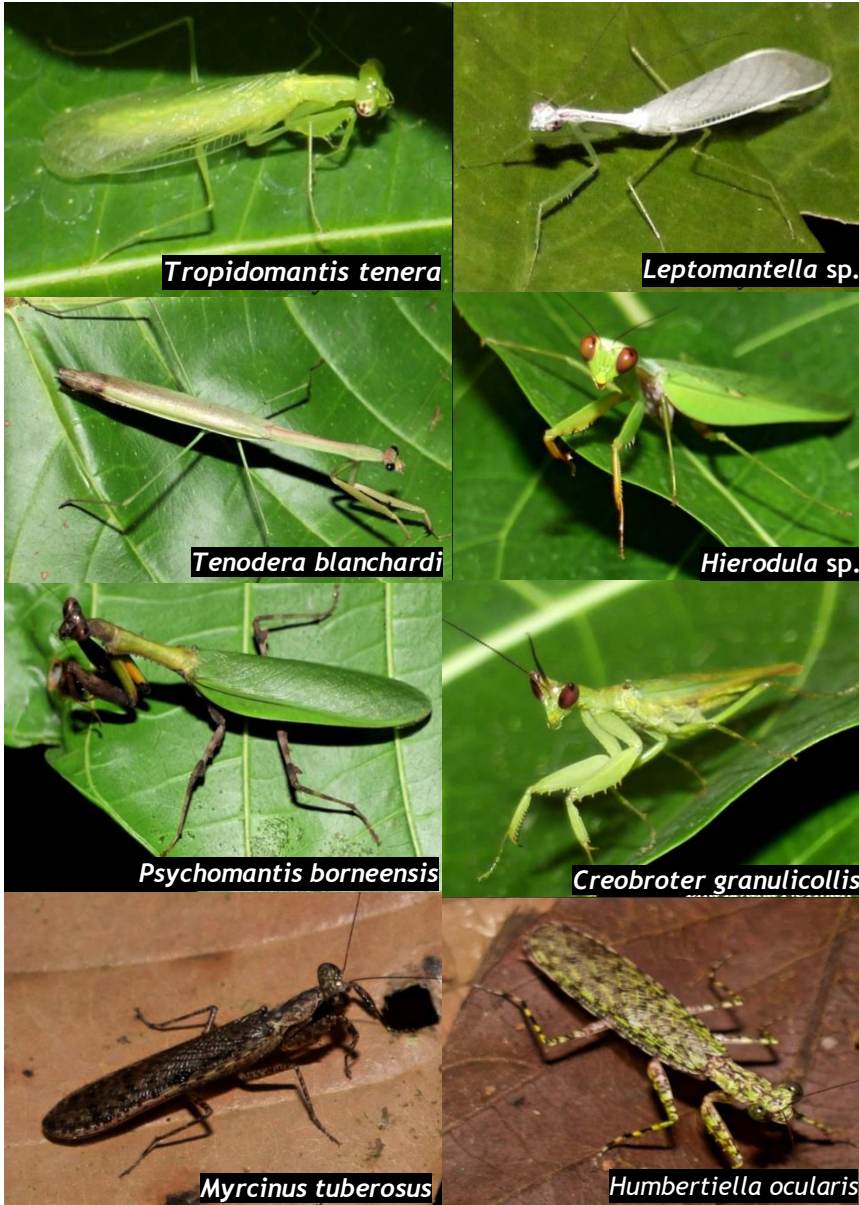 Tropidomantis tenera
Leptomantella sp.
Tenodera blanchardi
Hierodula sp.
Psychomantis borneensis
Creobroter granulicollis
Myrcinus tuberosus
Humbertiella ocularis